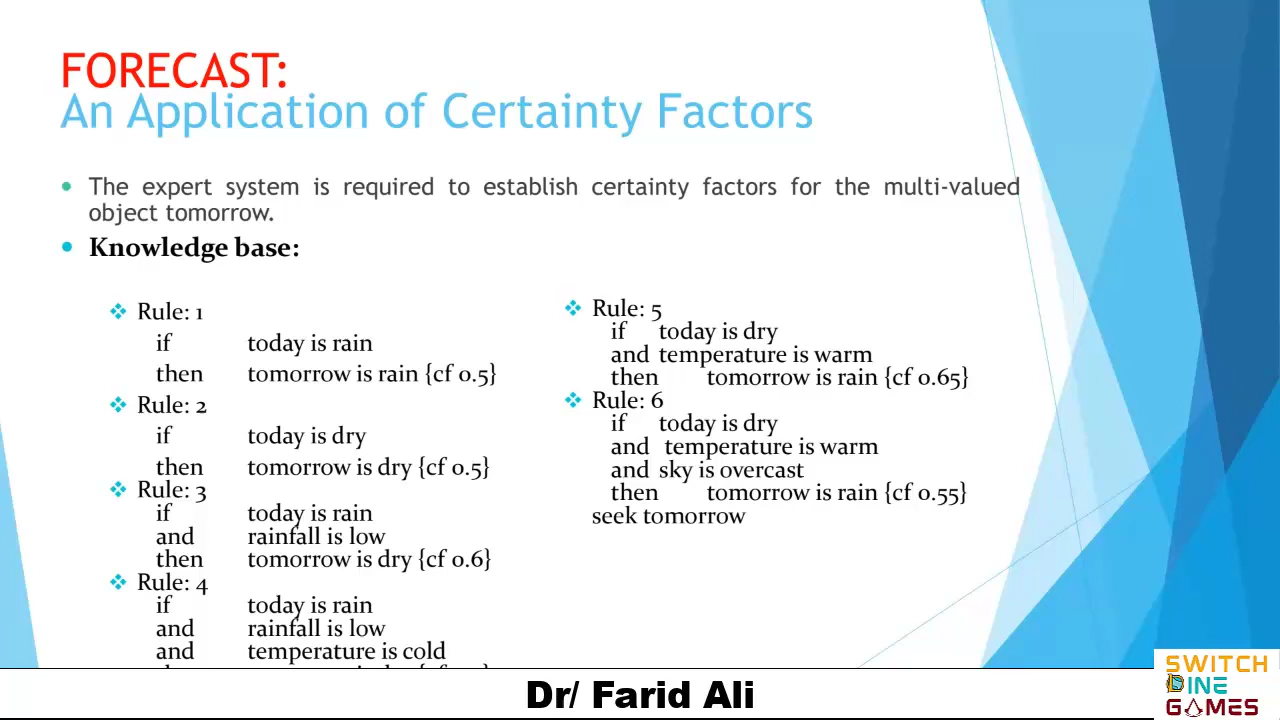 FORECAST:
An Application of Certainty Factors
• The expert system is required to establish certainty factors for the multi-valued
object tomorrow.
• Knowledge base:
❖ Rule: 1
if today is rain
then tomorrow is rain {cf 0.5}
❖ Rule: 2
if today is dry
then tomorrow is dry {cf 0.5}
❖ Rule: 3
if today is rain
and rainfall is low
then tomorrow is dry {cf 0.6}
❖ Rule: 4
if today is rain
and rainfall is low
and temperature is cold
❖ Rule: 5
if today is dry
and temperature is warm
then tomorrow is rain {cf 0.65}
❖ Rule: 6
if today is dry
and temperature is warm
and sky is overcast
then tomorrow is rain {cf 0.55}
seek tomorrow
Dr/ Farid Ali
SWITCH
DINE
GAMES